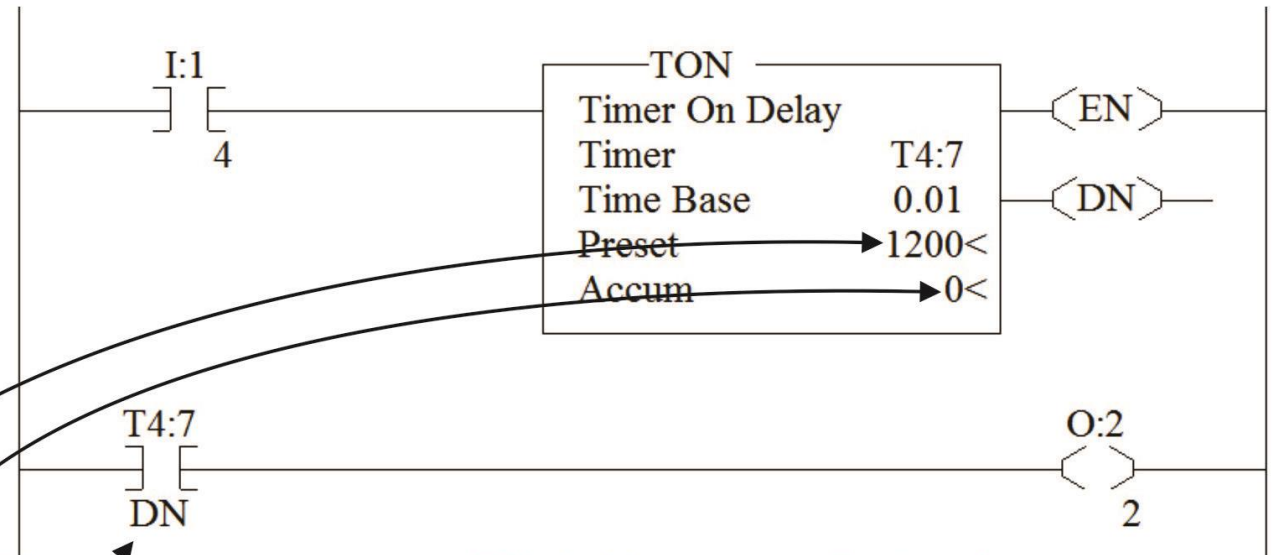 I:1
4
TON
Timer On Delay
Timer T4:7
Time Base 0.01
Preset 1200<
Accum 0<
EN
DN
T4:7
DN
O:2
2